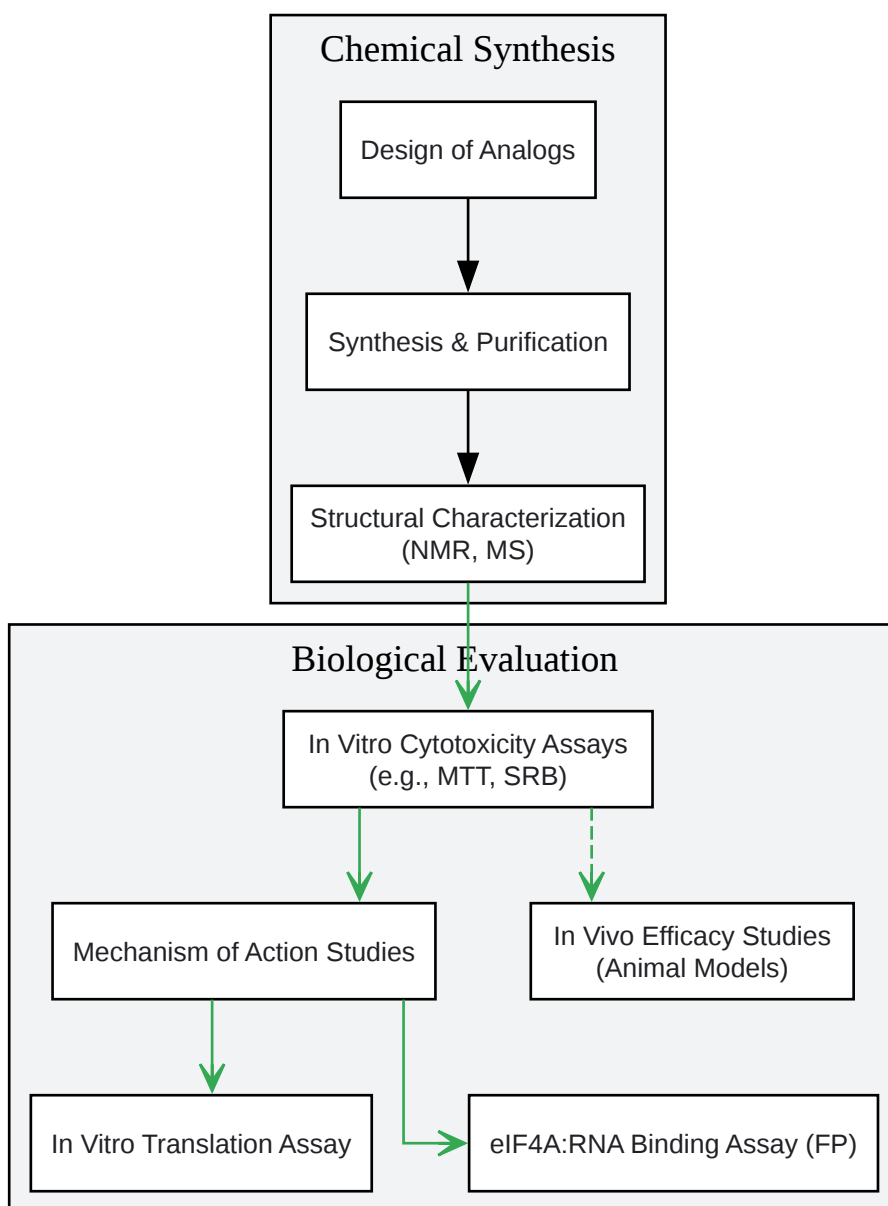 Chemical Synthesis
Design of Analogs
Synthesis & Purification
Structural Characterization
(NMR, MS)
Biological Evaluation
In Vitro Cytotoxicity Assays
(e.g., MTT, SRB)
Mechanism of Action Studies
In Vivo Efficacy Studies
(Animal Models)
In Vitro Translation Assay
eIF4A:RNA Binding Assay (FP)